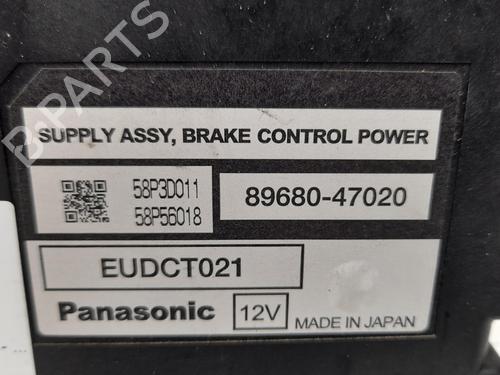 B-PARTS
SUPPLY ASSY, BRAKE CONTROL POWER
58P3D011
58P56018
89680-47020
EUDCT021
Panasonic
12V
MADE IN JAPAN